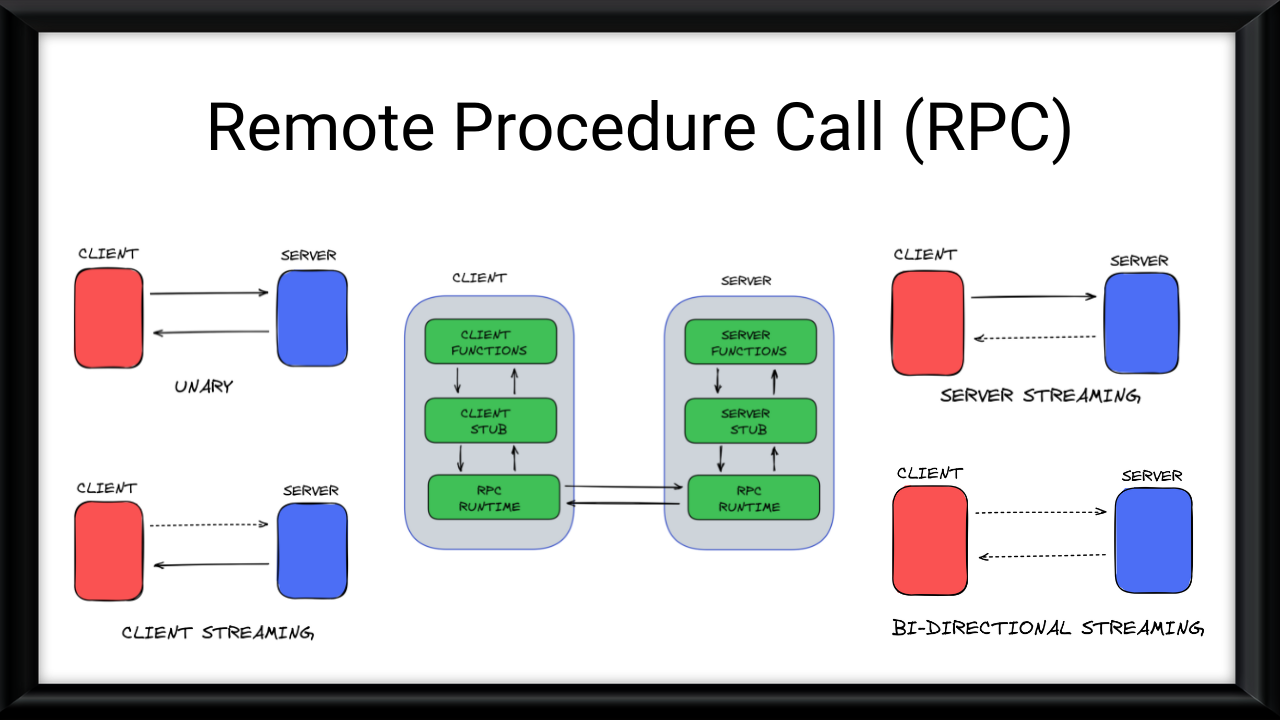 Remote Procedure Call (RPC)
CLIENT
SERVER
UNARY
CLIENT
SERVER
CLIENT STREAMING
CLIENT
CLIENT
FUNCTIONS
CLIENT
STUB
RPC
RUNTIME
SERVER
SERVER
FUNCTIONS
SERVER
STUB
RPC
RUNTIME
CLIENT
SERVER
SERVER STREAMING
CLIENT
SERVER
BI-DIRECTIONAL STREAMING